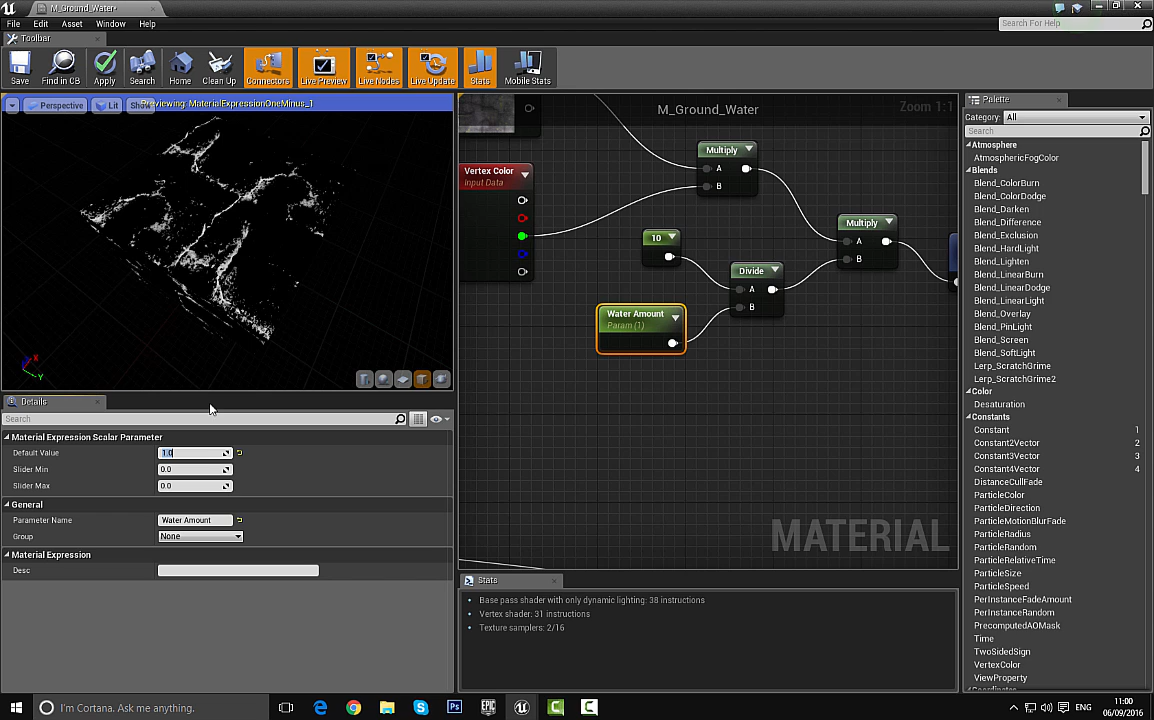 M_Ground_Water*
File Edit Asset Window Help
Search For Help
Toolbar
Save Find in CB Apply Search Home Clean Up Connectors Live Preview Live Nodes Live Update Stats Mobile Stats
Perspective Lit Show Previewing: MaterialExpressionOneMinus_1
X
Y
M_Ground_Water
Zoom 1:1
Vertex Color
Input Data
Multiply
A
B
10
Divide
A
B
Water Amount
Param (1)
Multiply
A
B
MATERIAL
Details
Search
Material Expression Scalar Parameter
Default Value 1.0
Slider Min 0.0
Slider Max 0.0
General
Parameter Name Water Amount
Group None
Material Expression
Desc
Stats
Base pass shader with only dynamic lighting: 38 instructions
Vertex shader: 31 instructions
Texture samplers: 2/16
Palette
Category: All
Search
Atmosphere
AtmosphericFogColor
Blends
Blend_ColorBurn
Blend_ColorDodge
Blend_Darken
Blend_Difference
Blend_Exclusion
Blend_HardLight
Blend_Lighten
Blend_LinearBurn
Blend_LinearDodge
Blend_LinearLight
Blend_Overlay
Blend_PinLight
Blend_Screen
Blend_SoftLight
Lerp_ScratchGrime
Lerp_ScratchGrime2
Color
Desaturation
Constants
Constant 1
Constant2Vector 2
Constant3Vector 3
Constant4Vector 4
DistanceCullFade
ParticleColor
ParticleDirection
ParticleMotionBlurFade
ParticleRadius
ParticleRandom
ParticleRelativeTime
ParticleSize
ParticleSpeed
PerInstanceFadeAmount
PerInstanceRandom
PrecomputedAOMask
Time
TwoSidedSign
VertexColor
ViewProperty
Coordinates
I'm Cortana. Ask me anything.
Ps
EPIC
ENG
11:00
06/09/2016